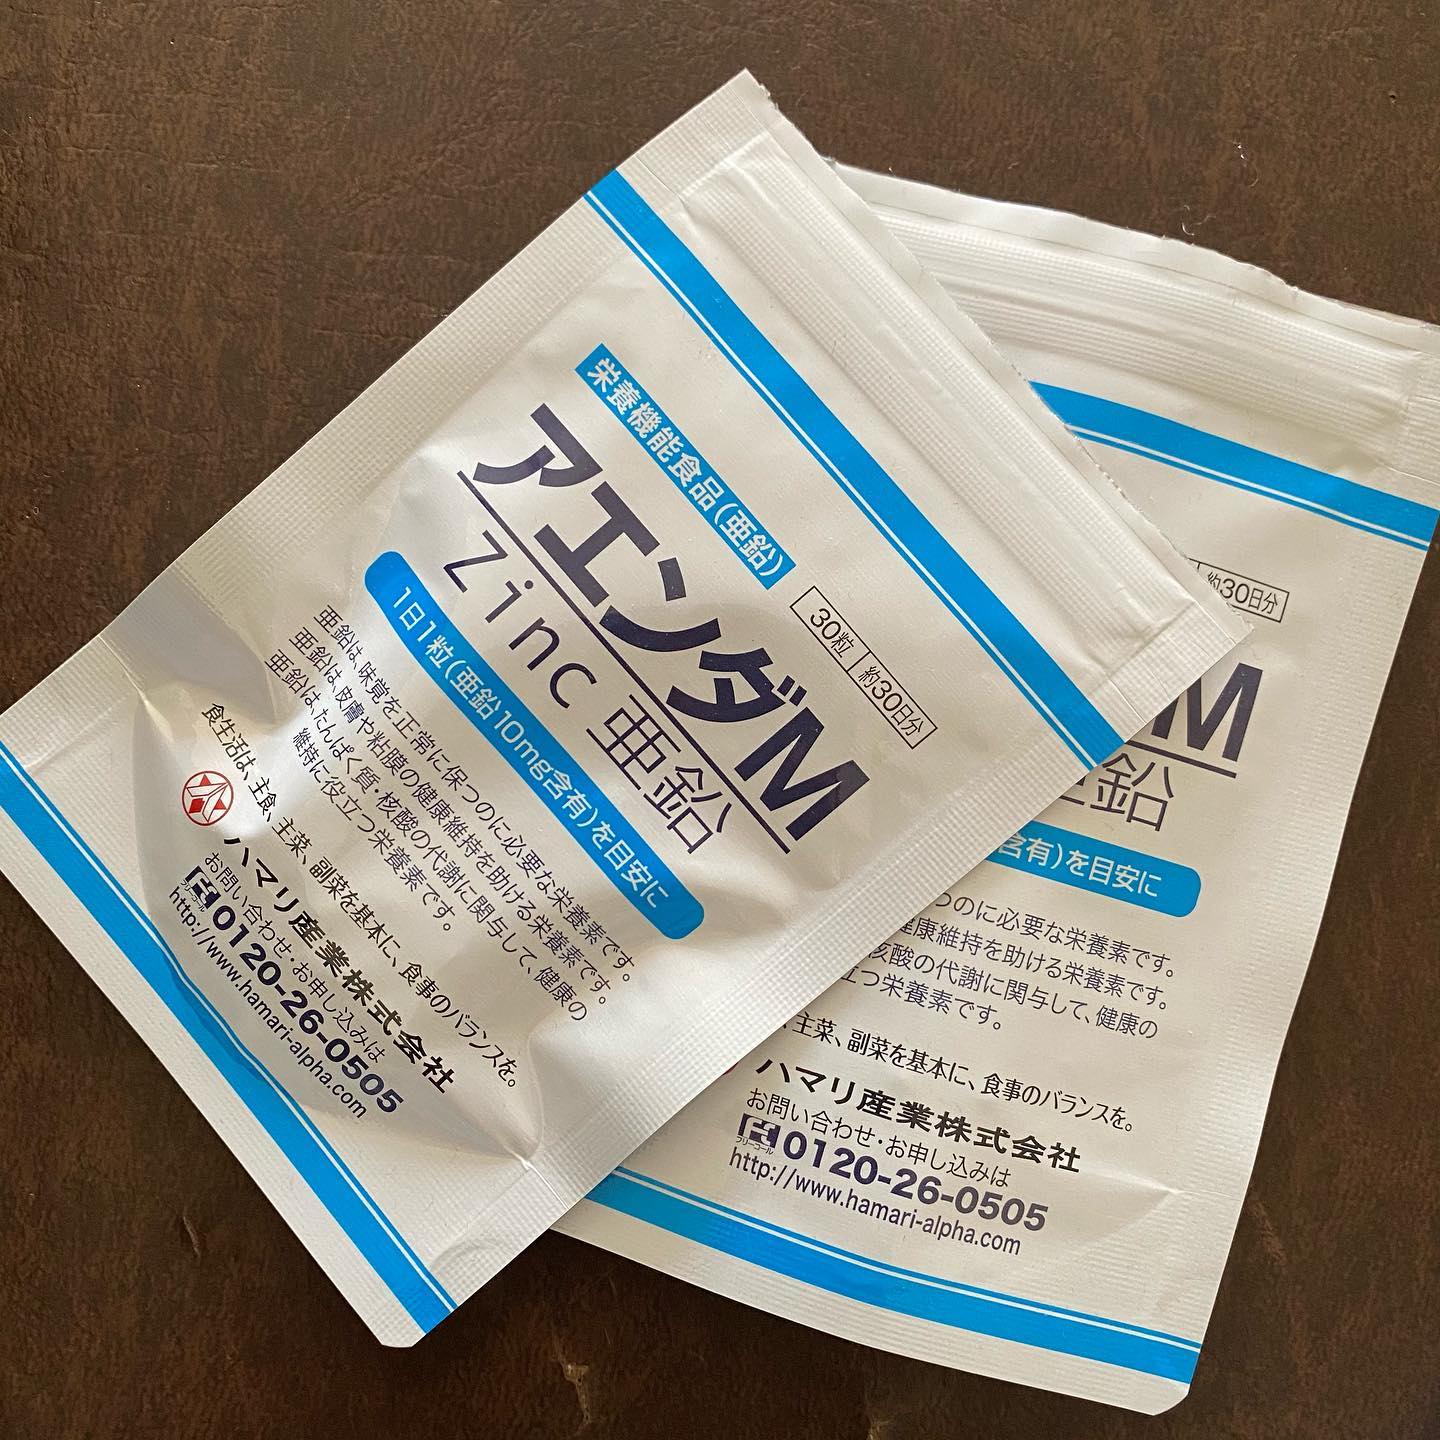 栄養機能食品(亜鉛)
30粒 約30日分
アエンダM
Zinc 亜鉛
1日1粒(亜鉛10mg含有)を目安に
亜鉛は、味覚を正常に保つのに必要な栄養素です。
亜鉛は、皮膚や粘膜の健康維持を助ける栄養素です。
亜鉛は、たんぱく質・核酸の代謝に関与して、健康の
維持に役立つ栄養素です。
食生活は、主食、主菜、副菜を基本に、食事のバランスを。
ハマリ産業株式会社
お問い合わせ・お申し込みは
フリーコール 0120-26-0505
http://www.hamari-alpha.com
約30日分
M
鉛
含有)を目安に
つのに必要な栄養素です。
健康維持を助ける栄養素です。
核酸の代謝に関与して、健康の
立つ栄養素です。
主菜、副菜を基本に、食事のバランスを。
ハマリ産業株式会社
お問い合わせ・お申し込みは
フリーコール 0120-26-0505
http://www.hamari-alpha.com